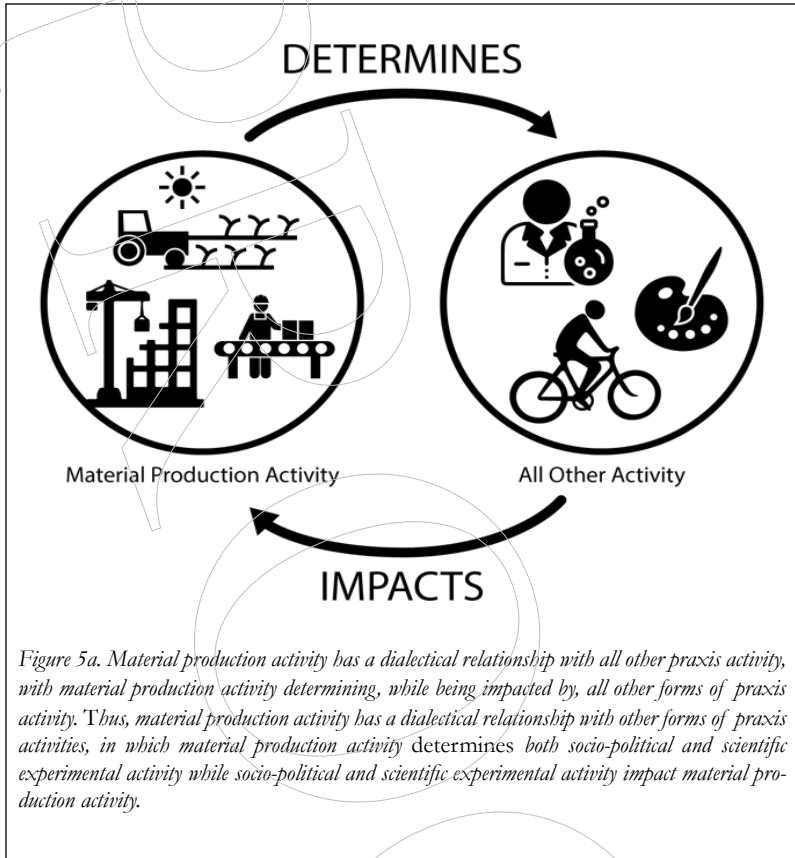 DETERMINES
Material Production Activity
All Other Activity
IMPACTS
Figure 5a. Material production activity has a dialectical relationship with all other praxis activity,
with material production activity determining, while being impacted by, all other forms of praxis
activity. Thus, material production activity has a dialectical relationship with other forms of praxis
activities, in which material production activity determines both socio-political and scientific
experimental activity while socio-political and scientific experimental activity impact material pro-
duction activity.